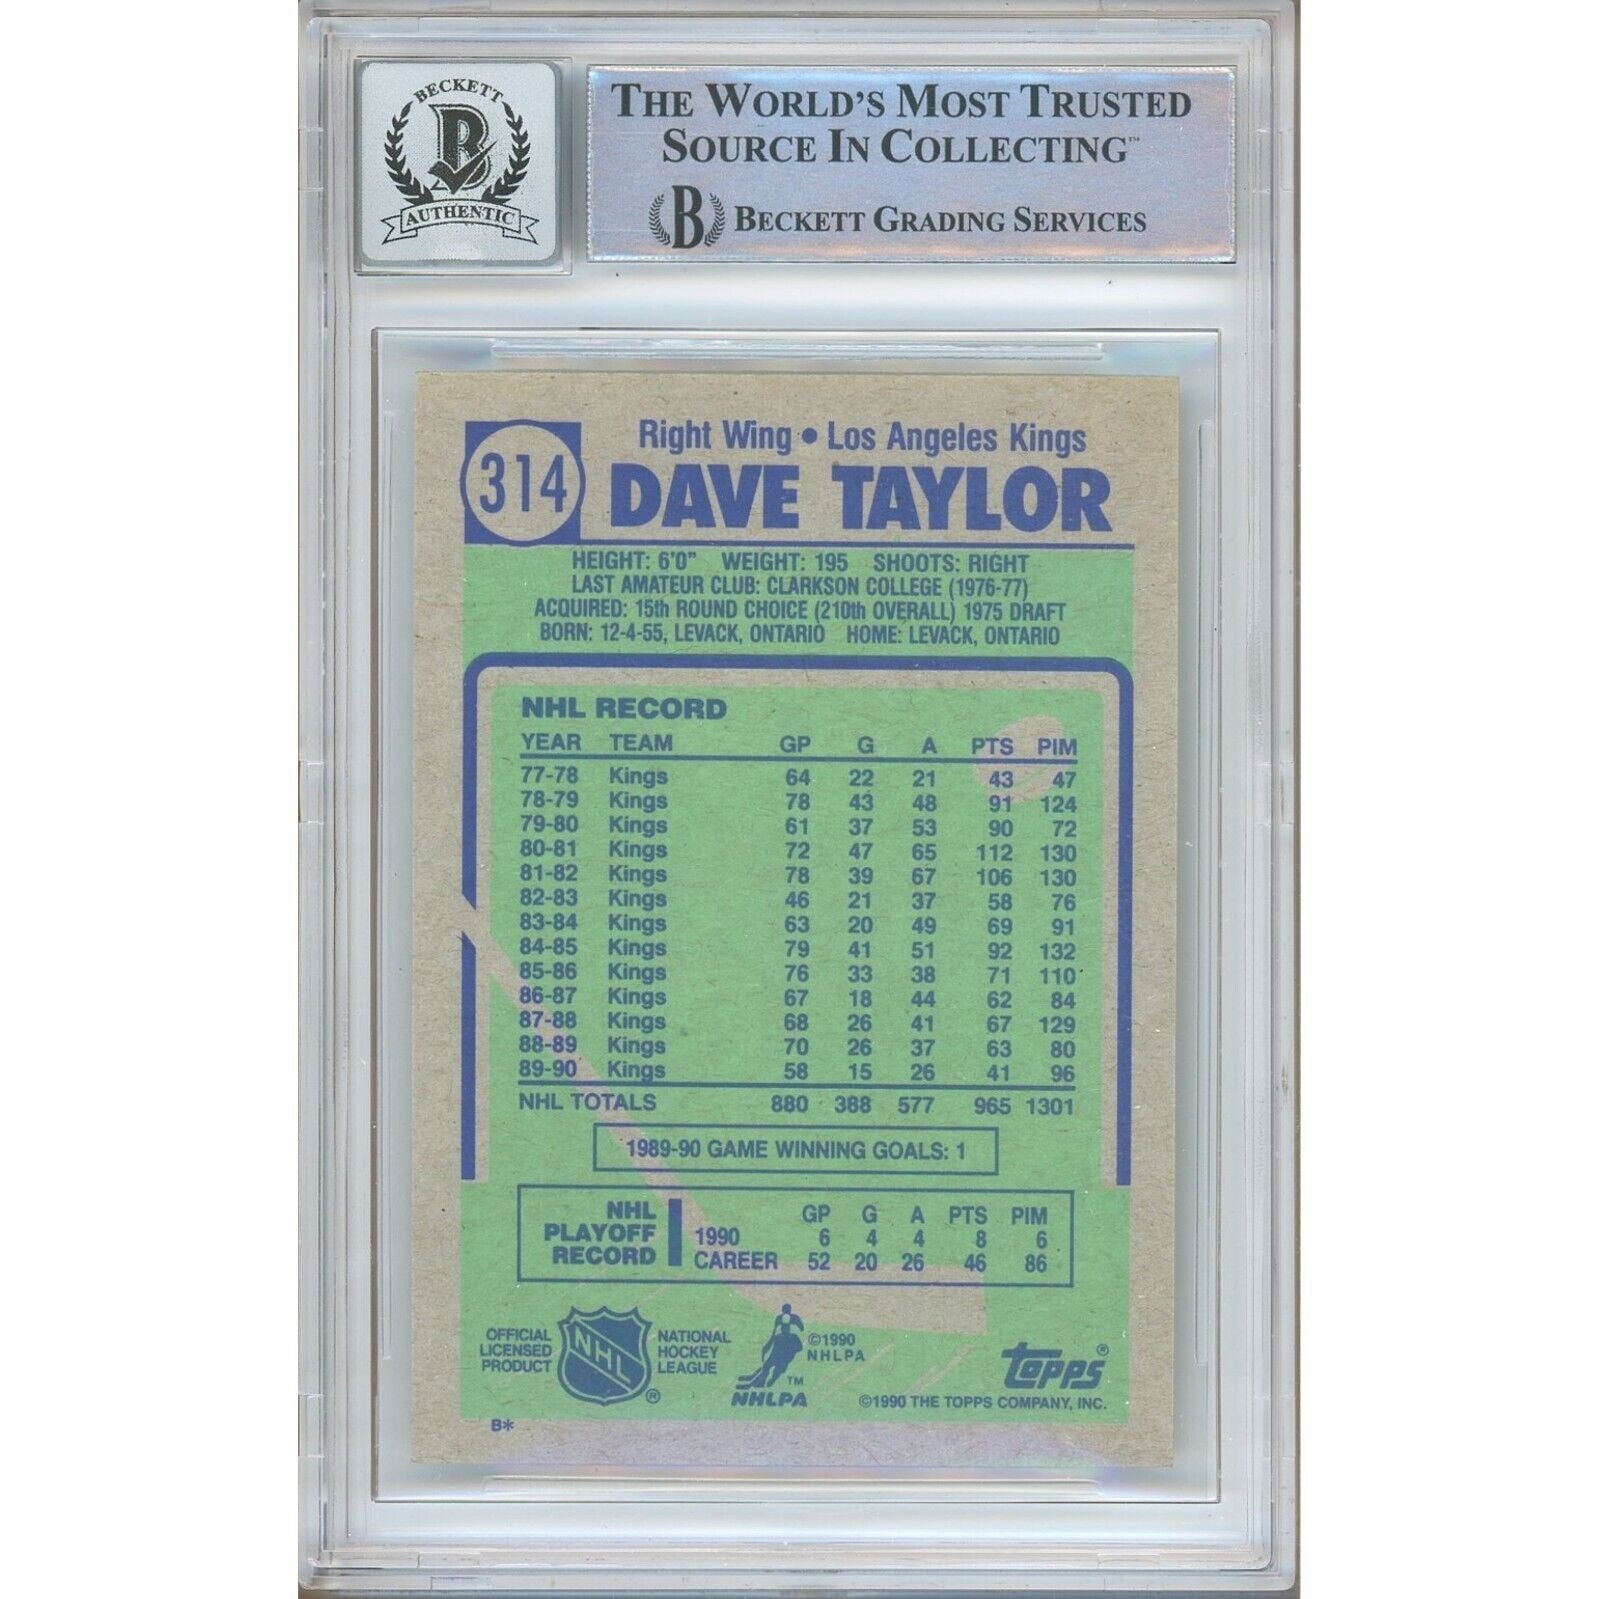 BECKETT
B
AUTHENTIC
THE WORLD'S MOST TRUSTED
SOURCE IN COLLECTING™
B BECKETT GRADING SERVICES
314
Right Wing • Los Angeles Kings
DAVE TAYLOR
HEIGHT: 6'0" WEIGHT: 195 SHOOTS: RIGHT
LAST AMATEUR CLUB: CLARKSON COLLEGE (1976-77)
ACQUIRED: 15th ROUND CHOICE (210th OVERALL) 1975 DRAFT
BORN: 12-4-55, LEVACK, ONTARIO HOME: LEVACK, ONTARIO
NHL RECORD
YEAR TEAM GP G A PTS PIM
77-78 Kings 64 22 21 43 47
78-79 Kings 78 43 48 91 124
79-80 Kings 61 37 53 90 72
80-81 Kings 72 47 65 112 130
81-82 Kings 78 39 67 106 130
82-83 Kings 46 21 37 58 76
83-84 Kings 63 20 49 69 91
84-85 Kings 79 41 51 92 132
85-86 Kings 76 33 38 71 110
86-87 Kings 67 18 44 62 84
87-88 Kings 68 26 41 67 129
88-89 Kings 70 26 37 63 80
89-90 Kings 58 15 26 41 96
NHL TOTALS 880 388 577 965 1301
1989-90 GAME WINNING GOALS: 1
NHL PLAYOFF RECORD
GP G A PTS PIM
1990 6 4 4 8 6
CAREER 52 20 26 46 86
OFFICIAL LICENSED PRODUCT
NHL ®
NATIONAL HOCKEY LEAGUE
™
NHLPA
©1990
NHLPA
Topps®
©1990 THE TOPPS COMPANY, INC.
B*